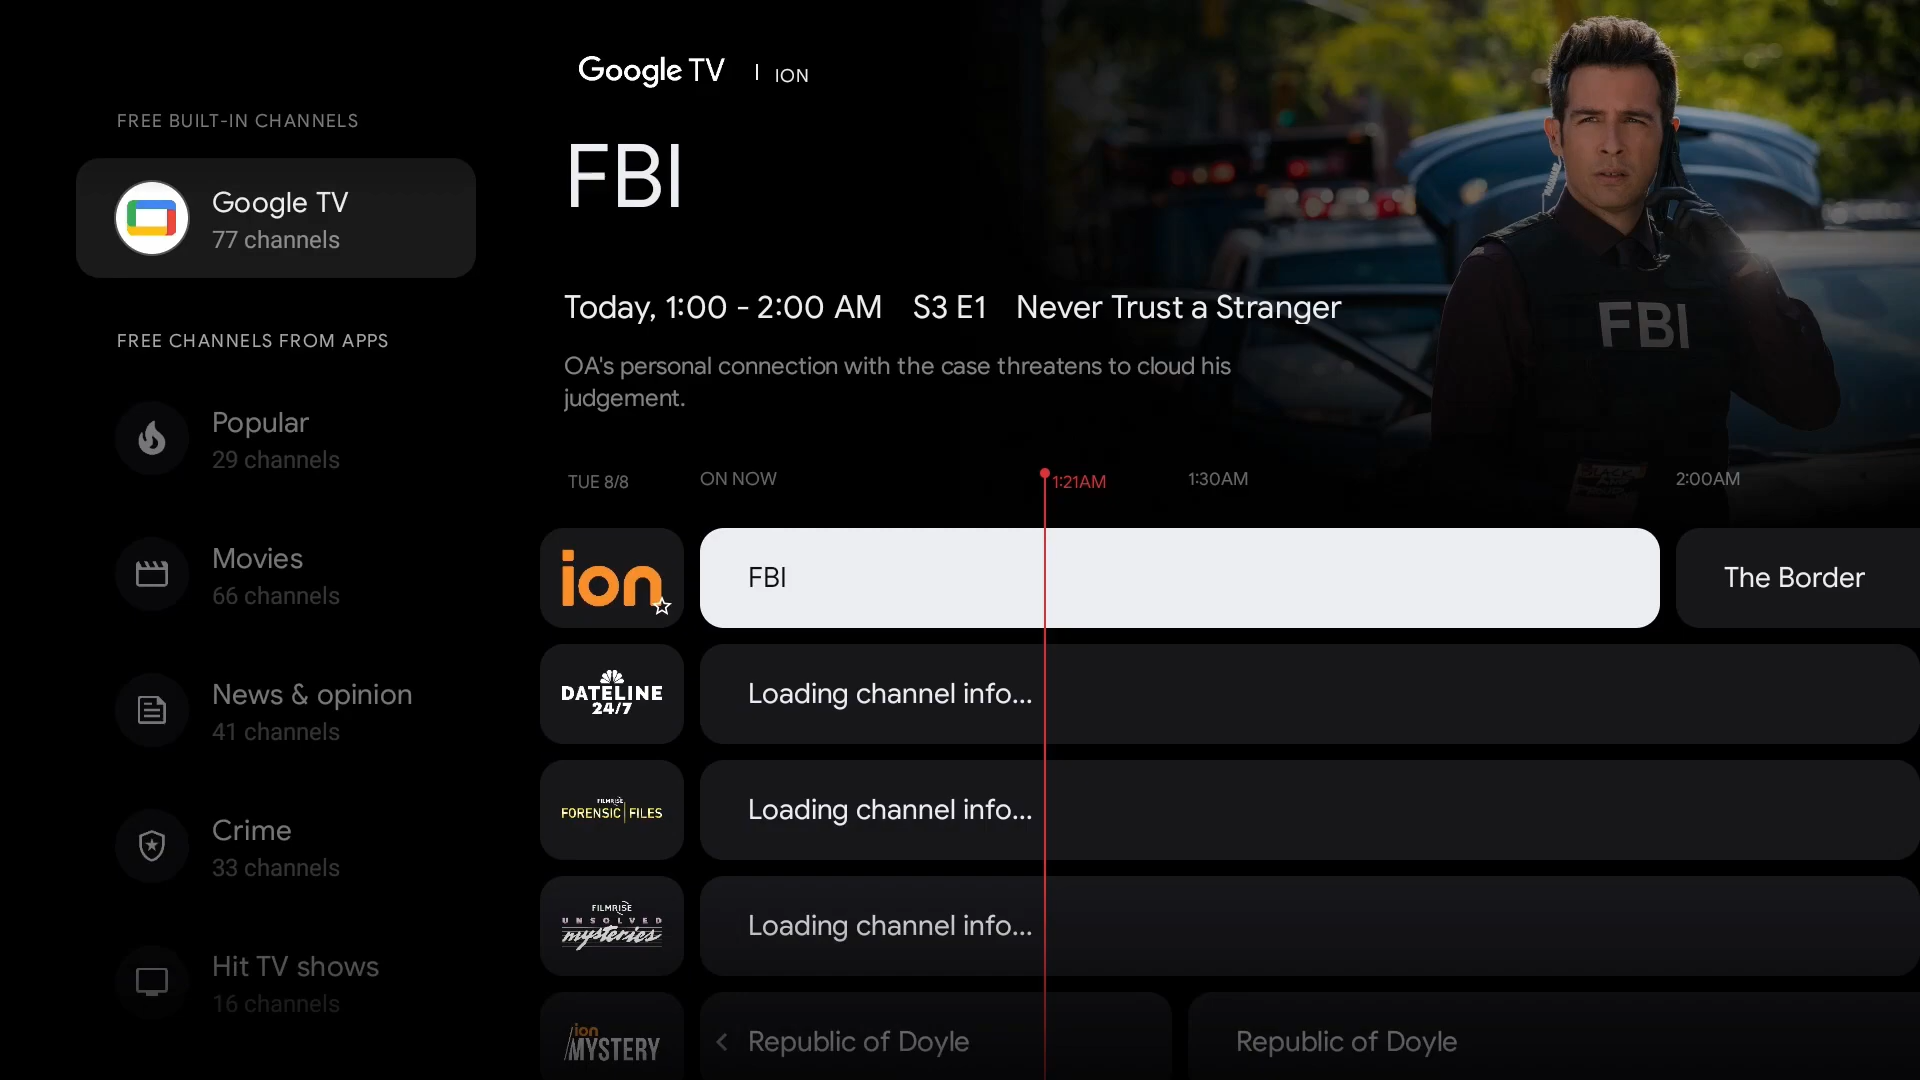 Google TV
ION
FREE BUILT-IN CHANNELS
Google TV
77 channels
FREE CHANNELS FROM APPS
Popular
29 channels
Movies
66 channels
News & opinion
41 channels
Crime
33 channels
Hit TV shows
16 channels
FBI
Today, 1:00 - 2:00 AM S3 E1 Never Trust a Stranger
OA's personal connection with the case threatens to cloud his
judgement.
FBI
TUE 8/8
ON NOW
1:21AM
1:30AM
2:00AM
ion
FBI
The Border
DATELINE
24/7
Loading channel info...
FILMRISE
FORENSIC FILES
Loading channel info...
FILMRISE
UNSOLVED
mysteries
Loading channel info...
ion
MYSTERY
Republic of Doyle
Republic of Doyle